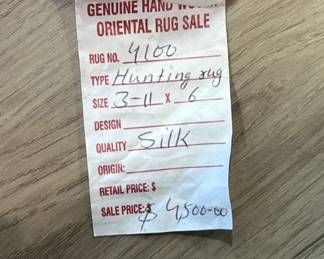 GENUINE HAND WOVEN
ORIENTAL RUG SALE
RUG NO. 4100
TYPE Hunting rug
SIZE 3-11 X 6
DESIGN
QUALITY Silk
ORIGIN:
RETAIL PRICE: $
SALE PRICE: $ $4,500-00